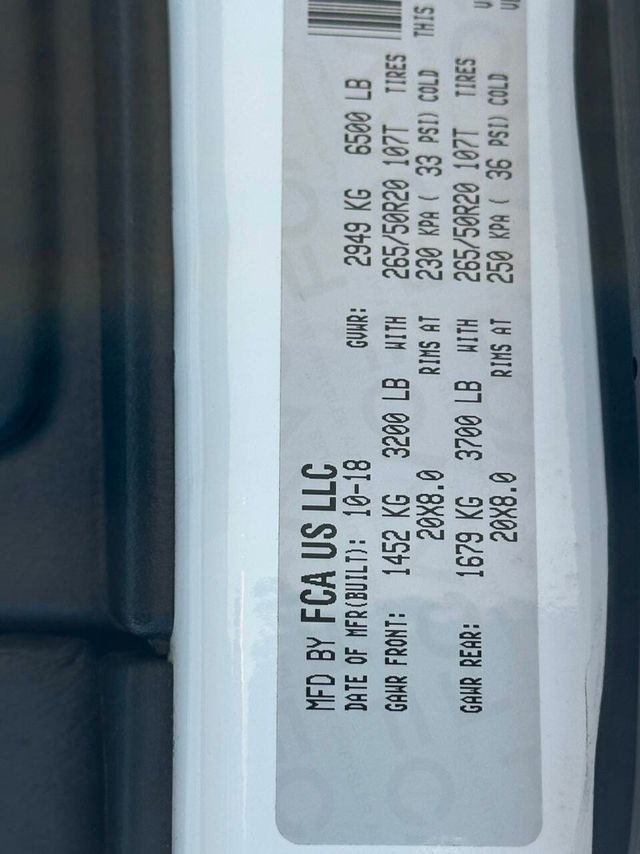 MFD BY FCA US LLC
DATE OF MFR(BUILT): 10-18 GVWR: 2949 KG 6500 LB
GAWR FRONT: 1452 KG 3200 LB WITH 265/50R20 107T TIRES
20X8.0 RIMS AT 230 KPA ( 33 PSI) COLD THIS
GAWR REAR: 1679 KG 3700 LB WITH 265/50R20 107T TIRES
20X8.0 RIMS AT 250 KPA ( 36 PSI) COLD